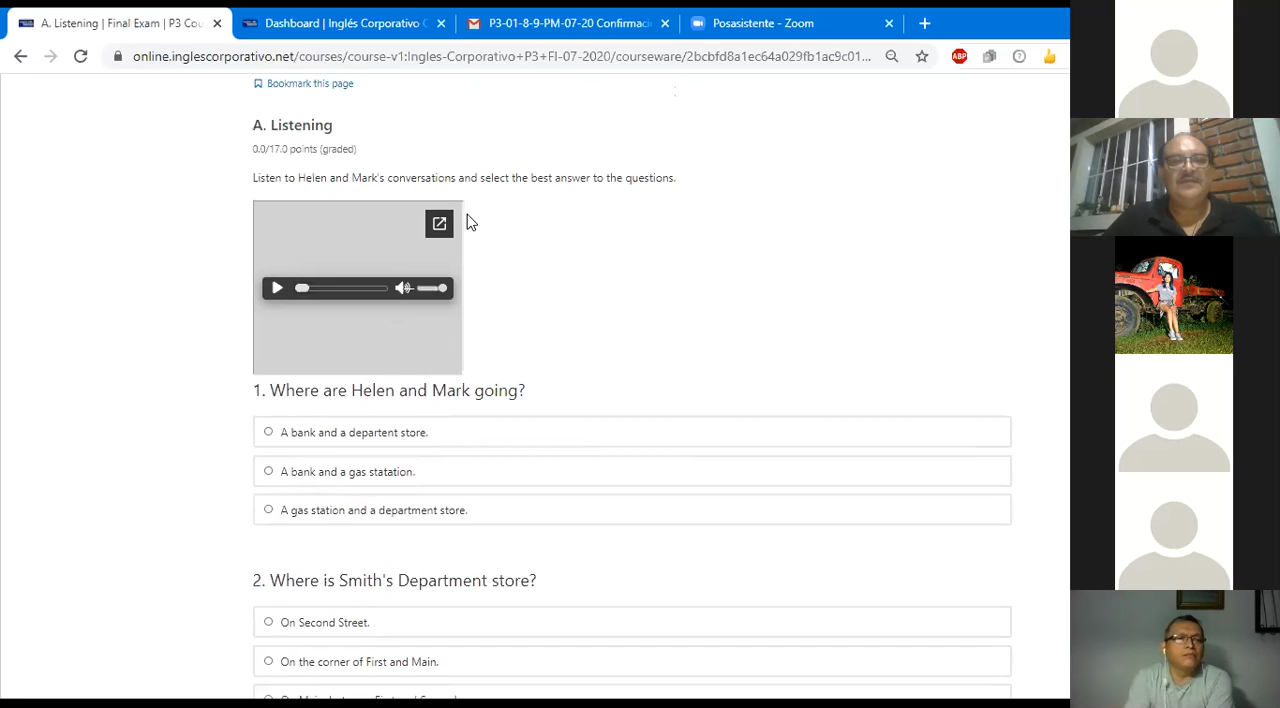 A. Listening | Final Exam | P3 Cou
Dashboard | Inglés Corporativo C
P3-01-8-9-PM-07-20 Confirmaci
Posasistente - Zoom
online.inglescorporativo.net/courses/course-v1:Ingles-Corporativo+P3+FI-07-2020/courseware/2bcbfd8a1ec64a029fb1ac9c01...
ABP
Bookmark this page
A. Listening
0.0/17.0 points (graded)
Listen to Helen and Mark's conversations and select the best answer to the questions.
1. Where are Helen and Mark going?
A bank and a departent store.
A bank and a gas statation.
A gas station and a department store.
2. Where is Smith's Department store?
On Second Street.
On the corner of First and Main.